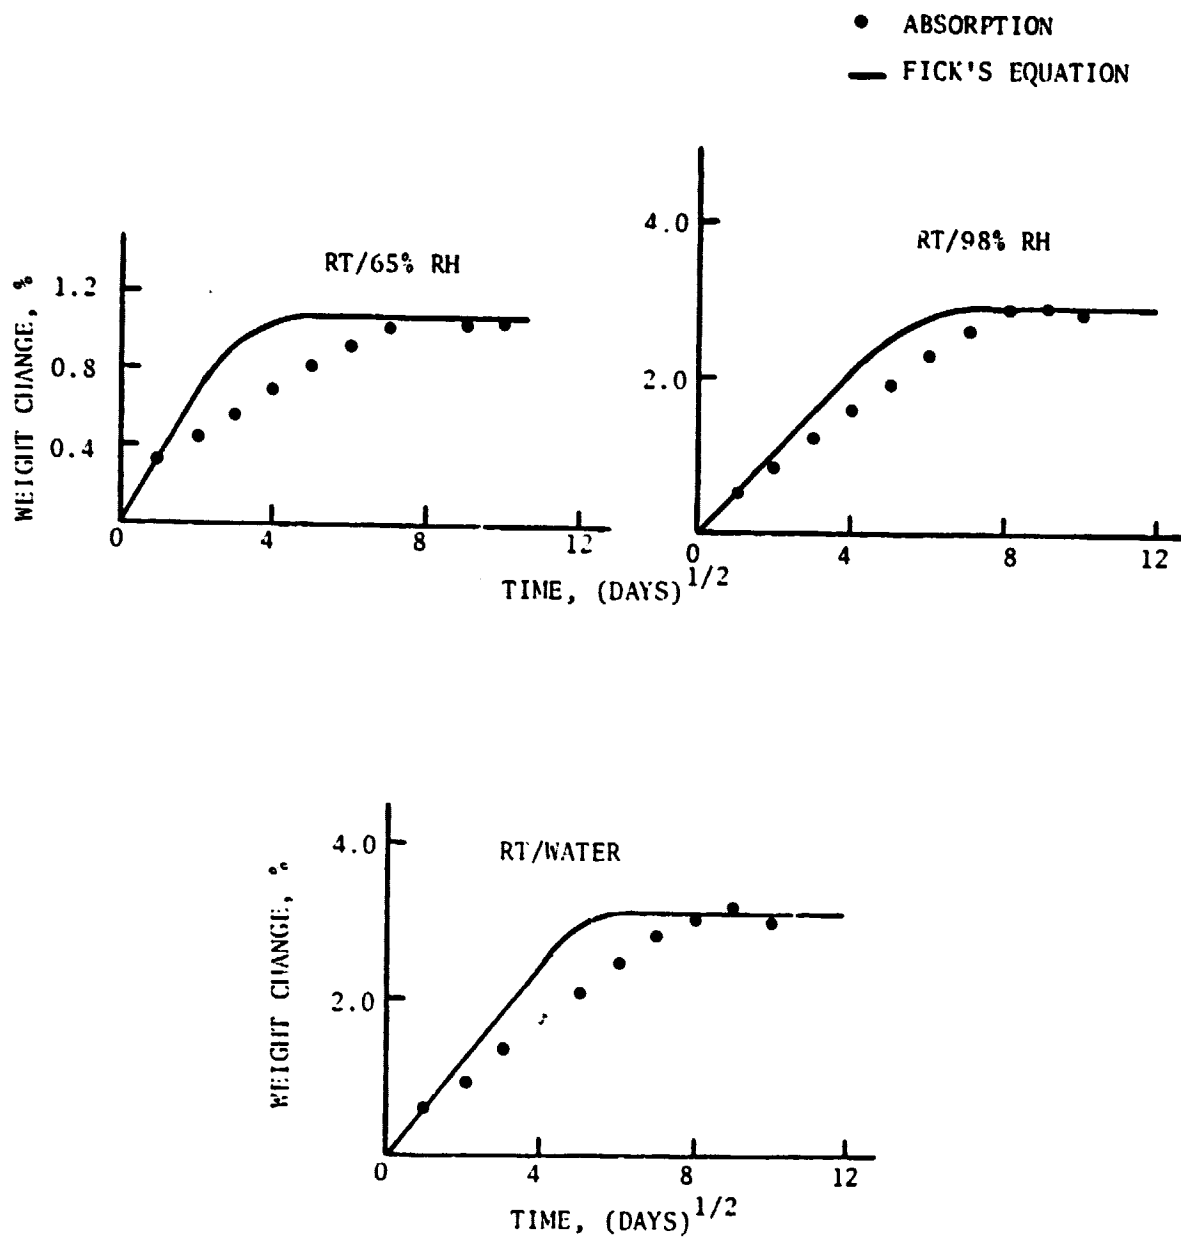 ● ABSORPTION
— FICK'S EQUATION
RT/65% RH
WEIGHT CHANGE, %
1.2
0.8
0.4
0 4 8 12
RT/98% RH
4.0
2.0
0 4 8 12
TIME, (DAYS)1/2
RT/WATER
WEIGHT CHANGE, %
4.0
2.0
0 4 8 12
TIME, (DAYS)1/2